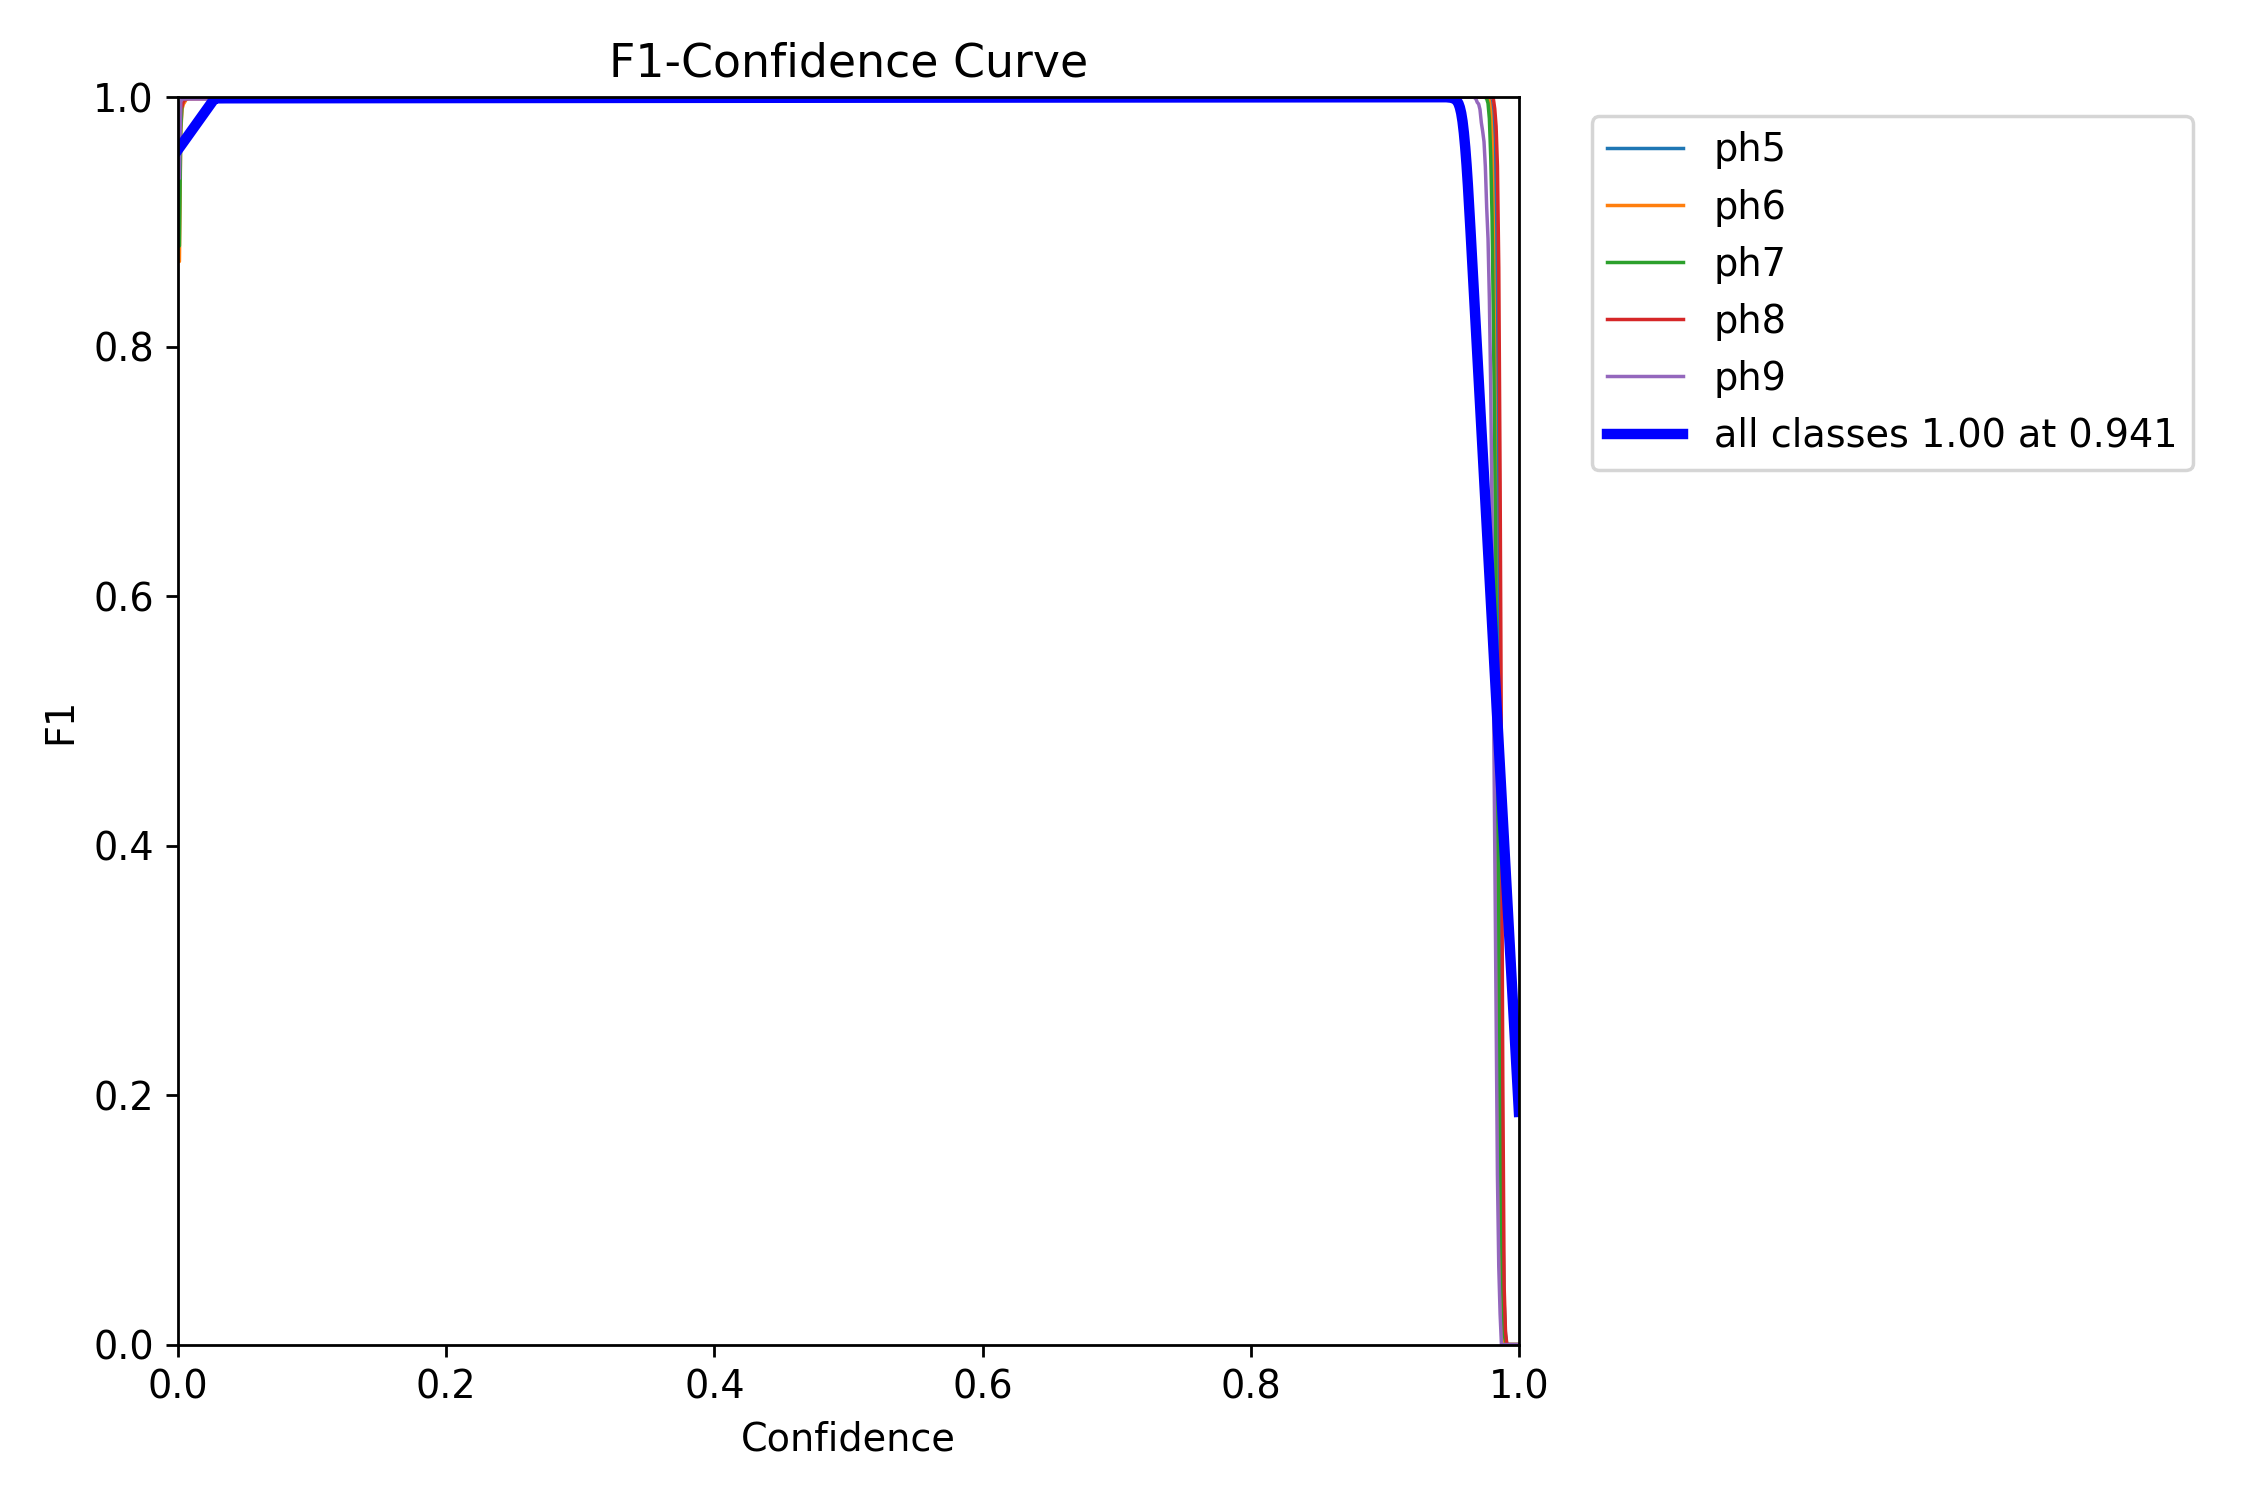 F1-Confidence Curve
1.0
0.8
0.6
0.4
0.2
0.0
F1
0.0 0.2 0.4 0.6 0.8 1.0
Confidence
ph5
ph6
ph7
ph8
ph9
all classes 1.00 at 0.941